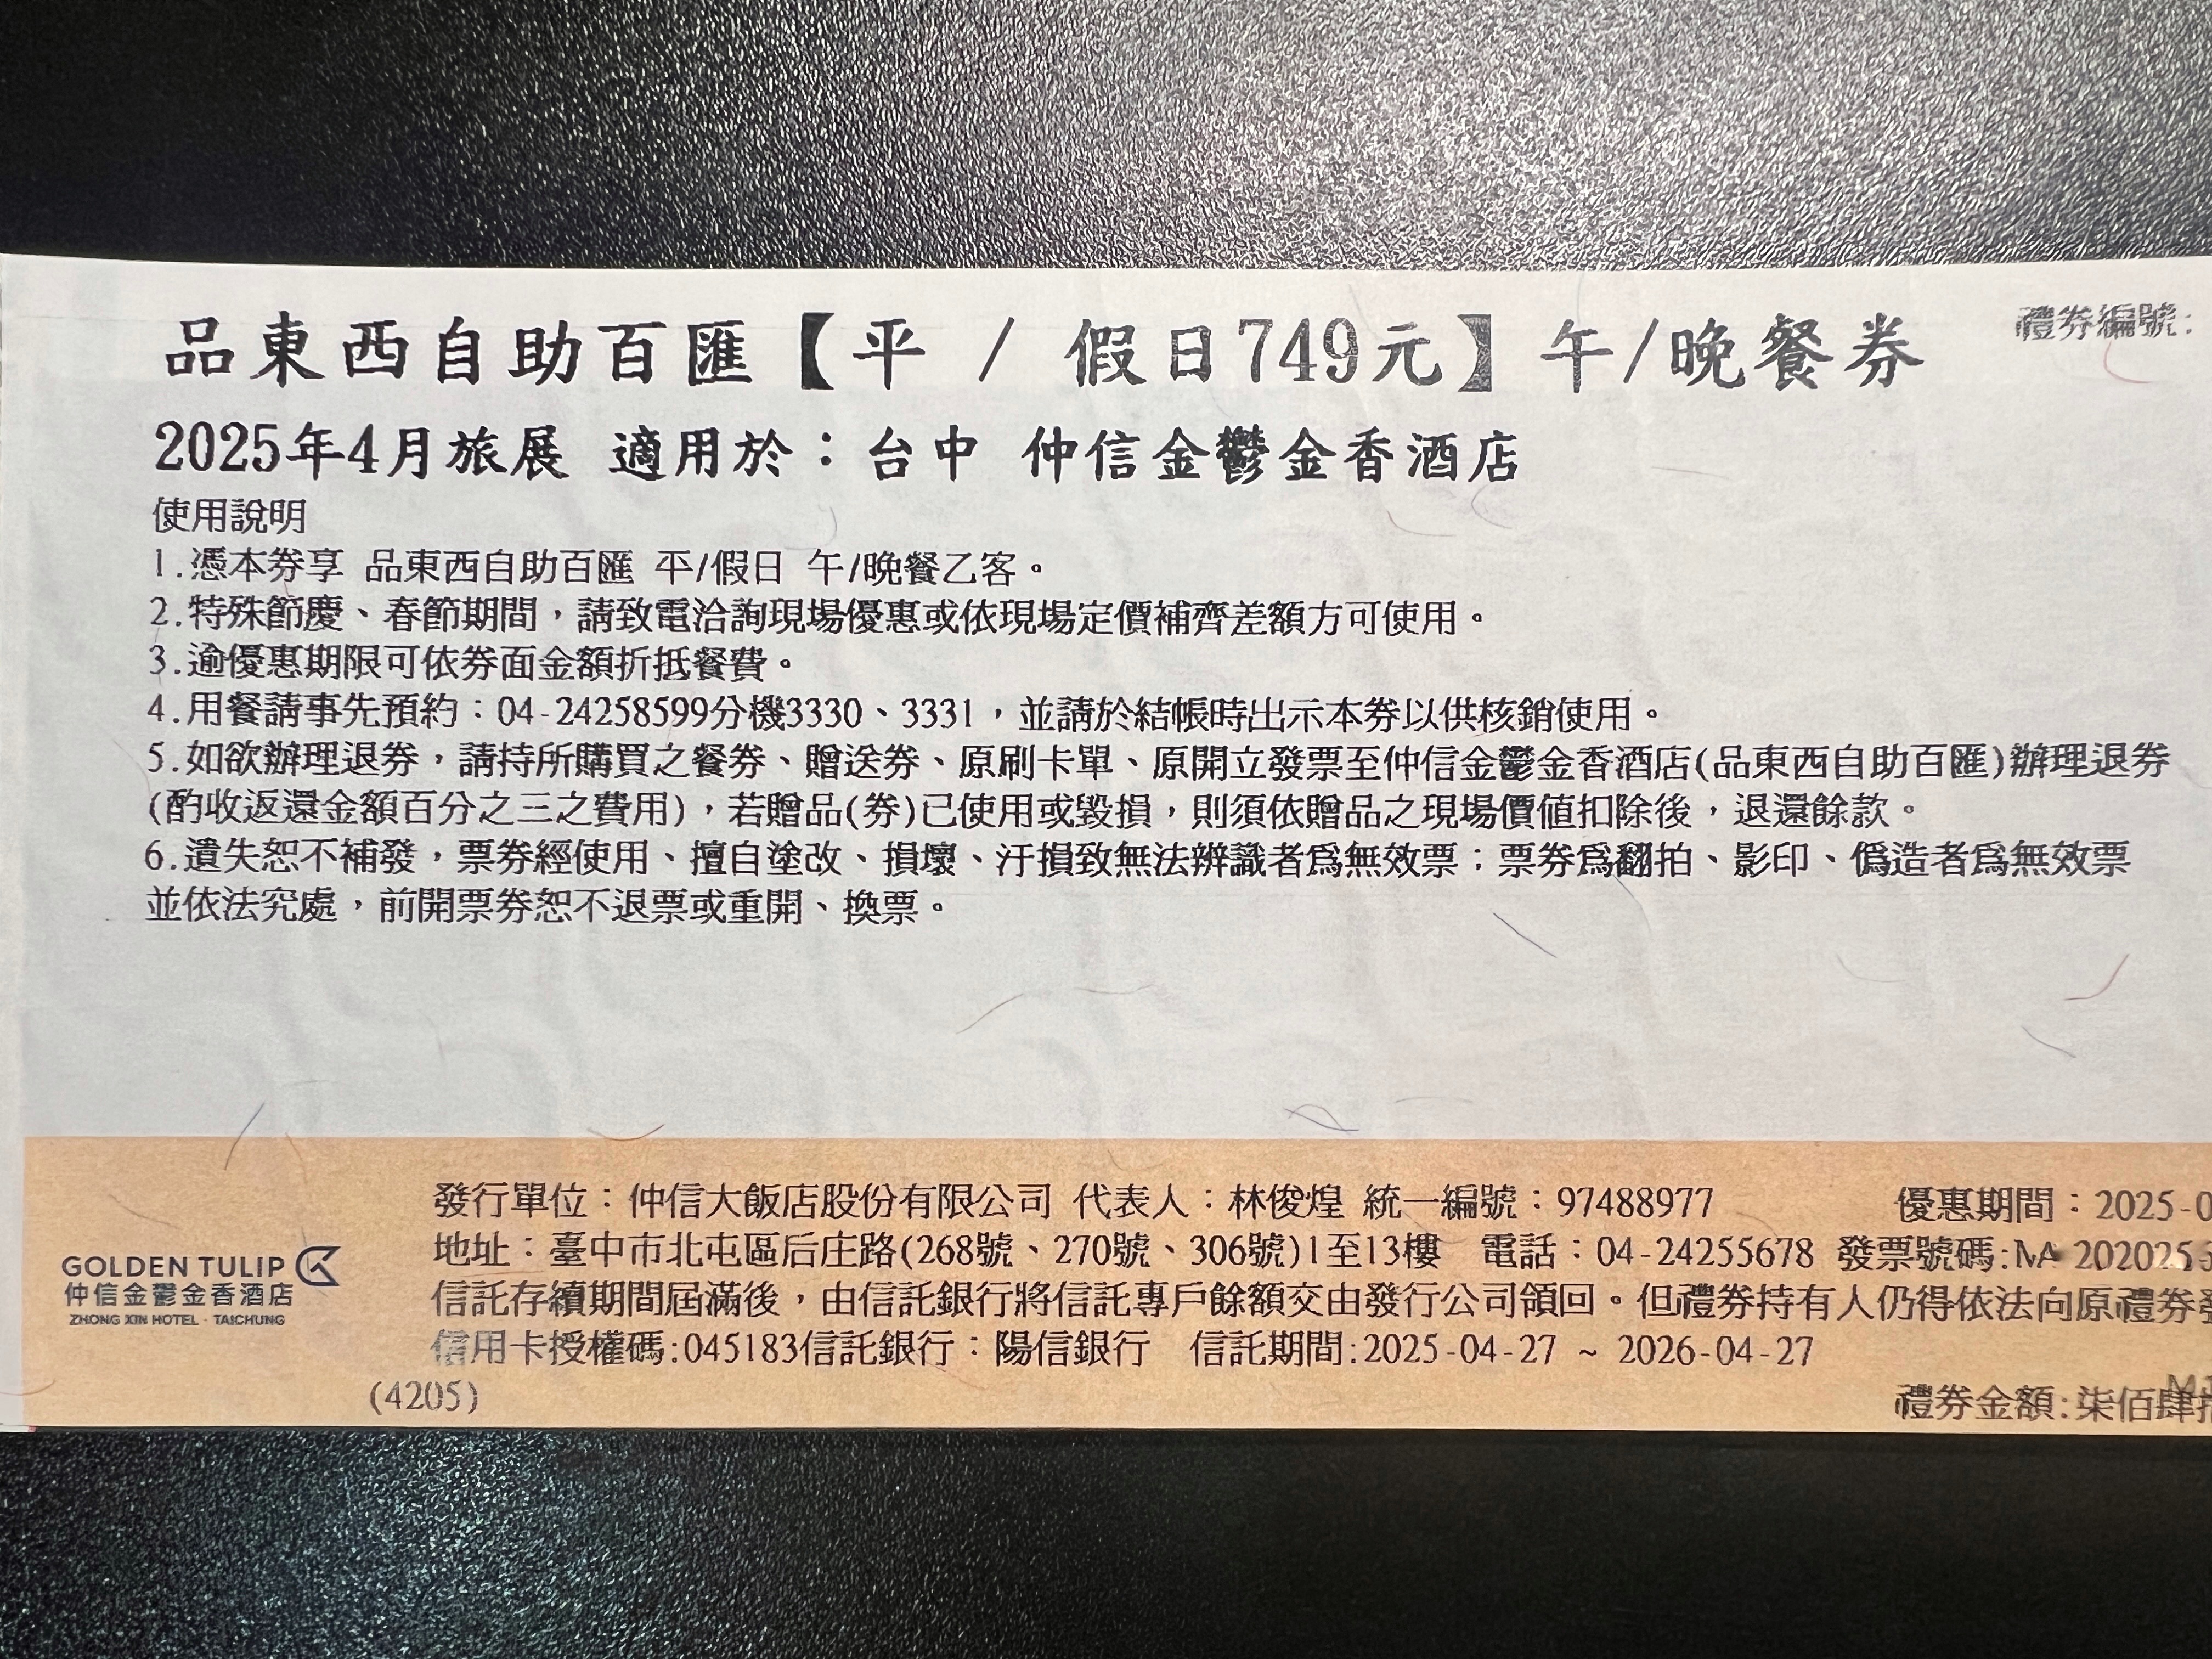 品東西自助百匯【平 / 假日749元】午/晚餐券
禮券編號:
2025年4月旅展 適用於：台中 仲信金鬱金香酒店
使用說明
1.憑本券享 品東西自助百匯 平/假日 午/晚餐乙客。
2.特殊節慶、春節期間，請致電洽詢現場優惠或依現場定價補齊差額方可使用。
3.逾優惠期限可依券面金額折抵餐費。
4.用餐請事先預約：04-24258599分機3330、3331，並請於結帳時出示本券以供核銷使用。
5.如欲辦理退券，請持所購買之餐券、贈送券、原刷卡單、原開立發票至仲信金鬱金香酒店(品東西自助百匯)辦理退券
(酌收返還金額百分之三之費用)，若贈品(券)已使用或毀損，則須依贈品之現場價值扣除後，退還餘款。
6.遺失恕不補發，票券經使用、擅自塗改、損壞、汙損致無法辨識者為無效票；票券為翻拍、影印、偽造者為無效票
並依法究處，前開票券恕不退票或重開、換票。
GOLDEN TULIP
仲信金鬱金香酒店
ZHONG XIN HOTEL · TAICHUNG
發行單位：仲信大飯店股份有限公司 代表人：林俊煌 統一編號：97488977
優惠期間：2025-0
地址：臺中市北屯區后庄路(268號、270號、306號)1至13樓 電話：04-24255678 發票號碼:
信託存續期間屆滿後，由信託銀行將信託專戶餘額交由發行公司領回。但禮券持有人仍得依法向原禮券發
信用卡授權碼:045183信託銀行：陽信銀行 信託期間:2025-04-27 ~ 2026-04-27
(4205)
禮券金額:柒佰肆拾